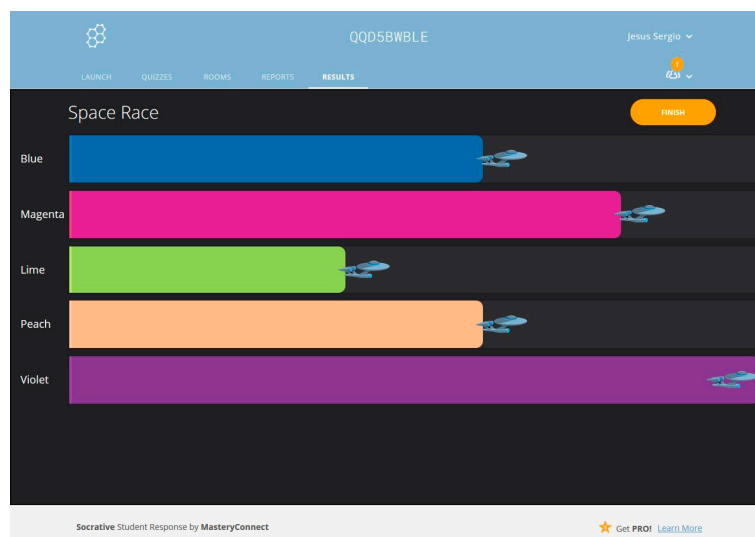 QQD5BWBLE
Jesus Sergio
LAUNCH QUIZZES ROOMS REPORTS RESULTS
1
Space Race
FINISH
Blue
Magenta
Lime
Peach
Violet
Socrative Student Response by MasteryConnect
Get PRO! Learn More